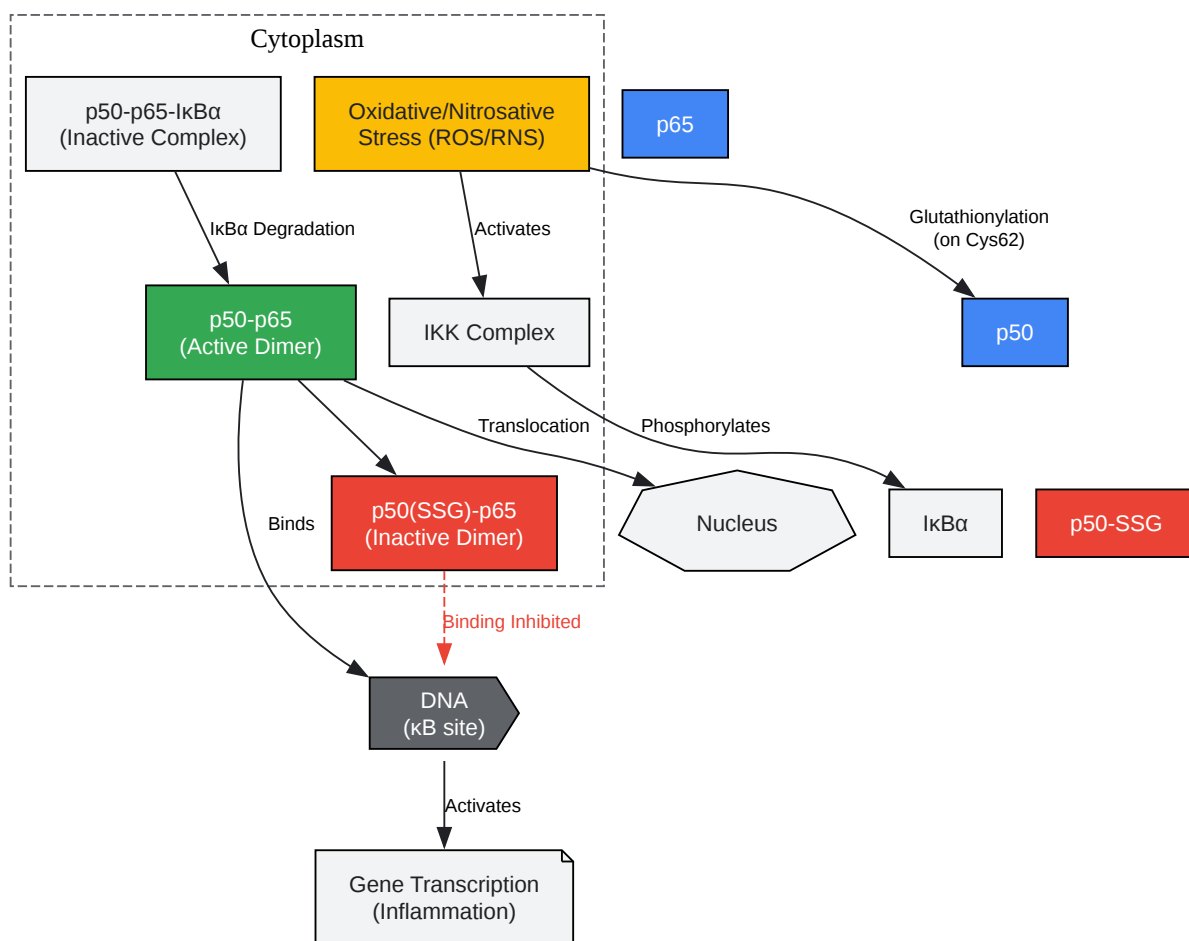 Cytoplasm
p50-p65-IκBα
(Inactive Complex)
Oxidative/Nitrosative
Stress (ROS/RNS)
p65
IκBα Degradation
Activates
Glutathionylation
(on Cys62)
p50-p65
(Active Dimer)
IKK Complex
p50
Translocation
Phosphorylates
Binds
p50(SSG)-p65
(Inactive Dimer)
Nucleus
IκBα
p50-SSG
Binding Inhibited
DNA
(κB site)
Activates
Gene Transcription
(Inflammation)